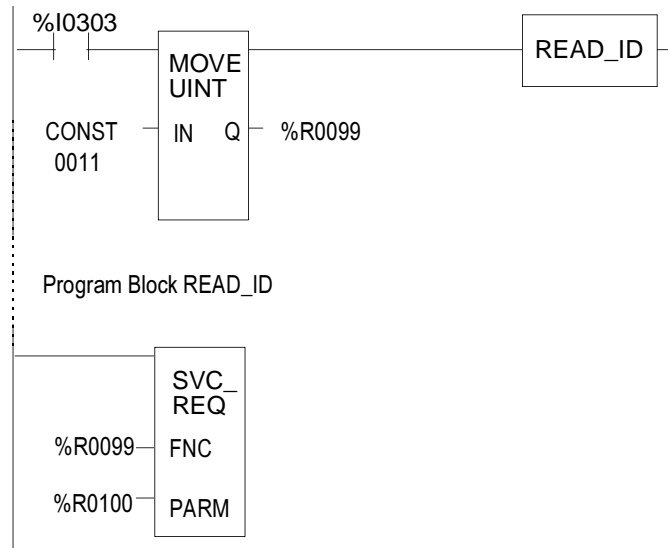 %I0303
MOVE
UINT
READ_ID
CONST
0011
IN Q
%R0099
Program Block READ_ID
SVC_
REQ
%R0099
FNC
%R0100
PARM